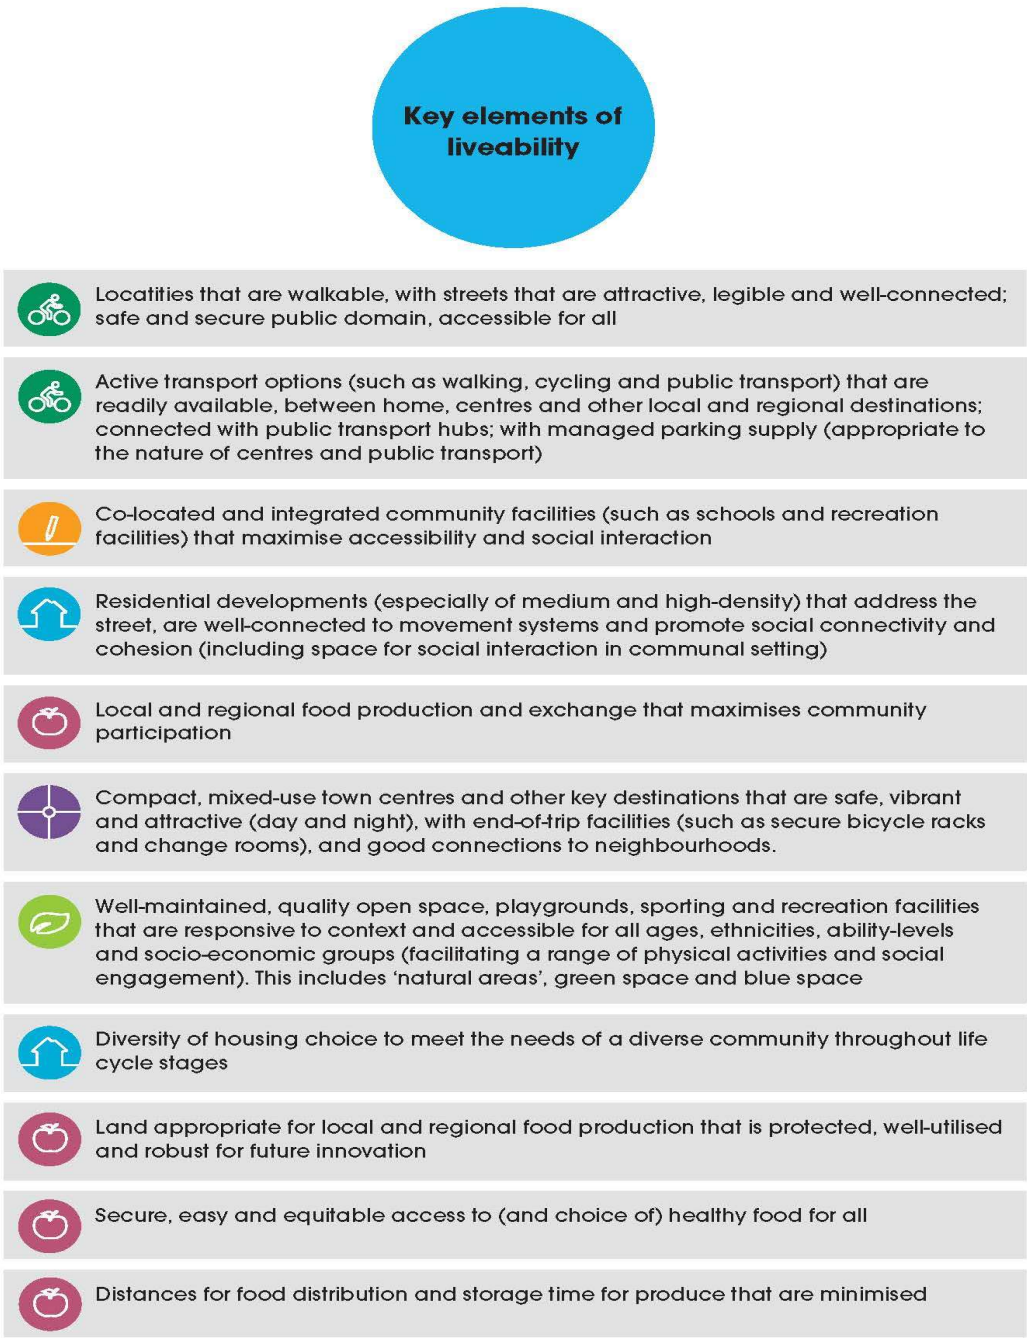 Key elements of
liveability
Locatities that are walkable, with streets that are attractive, legible and well-connected;
safe and secure public domain, accessible for all
Active transport options (such as walking, cycling and public transport) that are
readily available, between home, centres and other local and regional destinations;
connected with public transport hubs; with managed parking supply (appropriate to
the nature of centres and public transport)
Co-located and integrated community facilities (such as schools and recreation
facilities) that maximise accessibility and social interaction
Residential developments (especially of medium and high-density) that address the
street, are well-connected to movement systems and promote social connectivity and
cohesion (including space for social interaction in communal setting)
Local and regional food production and exchange that maximises community
participation
Compact, mixed-use town centres and other key destinations that are safe, vibrant
and attractive (day and night), with end-of-trip facilities (such as secure bicycle racks
and change rooms), and good connections to neighbourhoods.
Well-maintained, quality open space, playgrounds, sporting and recreation facilities
that are responsive to context and accessible for all ages, ethnicities, ability-levels
and socio-economic groups (facilitating a range of physical activities and social
engagement). This includes ‘natural areas’, green space and blue space
Diversity of housing choice to meet the needs of a diverse community throughout life
cycle stages
Land appropriate for local and regional food production that is protected, well-utilised
and robust for future innovation
Secure, easy and equitable access to (and choice of) healthy food for all
Distances for food distribution and storage time for produce that are minimised